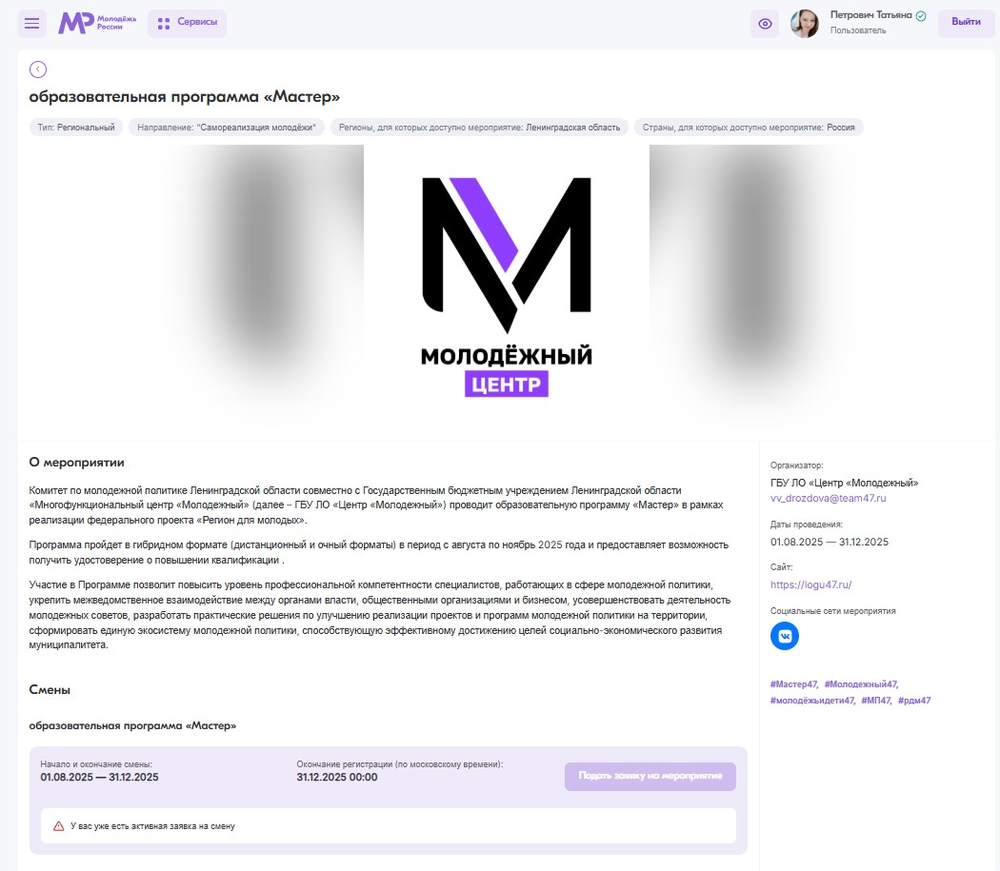 МР Молодёжь
России
Сервисы
Петрович Татьяна
Пользователь
Выйти
образовательная программа «Мастер»
Тип: Региональный
Направление: "Самореализация молодёжи"
Регионы, для которых доступно мероприятие: Ленинградская область
Страны, для которых доступно мероприятие: Россия
МОЛОДЁЖНЫЙ
ЦЕНТР
О мероприятии
Комитет по молодежной политике Ленинградской области совместно с Государственным бюджетным учреждением Ленинградской области
«Многофункциональный центр «Молодежный» (далее – ГБУ ЛО «Центр «Молодежный») проводит образовательную программу «Мастер» в рамках
реализации федерального проекта «Регион для молодых».
Программа пройдет в гибридном формате (дистанционный и очный форматы) в период с августа по ноябрь 2025 года и предоставляет возможность
получить удостоверение о повышении квалификации .
Участие в Программе позволит повысить уровень профессиональной компетентности специалистов, работающих в сфере молодежной политики,
укрепить межведомственное взаимодействие между органами власти, общественными организациями и бизнесом, усовершенствовать деятельность
молодежных советов, разработать практические решения по улучшению реализации проектов и программ молодежной политики на территории,
сформировать единую экосистему молодежной политики, способствующую эффективному достижению целей социально-экономического развития
муниципалитета.
Смены
образовательная программа «Мастер»
Начало и окончание смены:
01.08.2025 — 31.12.2025
Окончание регистрации (по московскому времени):
31.12.2025 00:00
Подать заявку на мероприятие
У вас уже есть активная заявка на смену
Организатор:
ГБУ ЛО «Центр «Молодежный»
vv_drozdova@team47.ru
Даты проведения:
01.08.2025 — 31.12.2025
Сайт:
https://logu47.ru/
Социальные сети мероприятия
#Мастер47, #Молодежный47,
#молодёжьидети47, #МП47, #рдм47